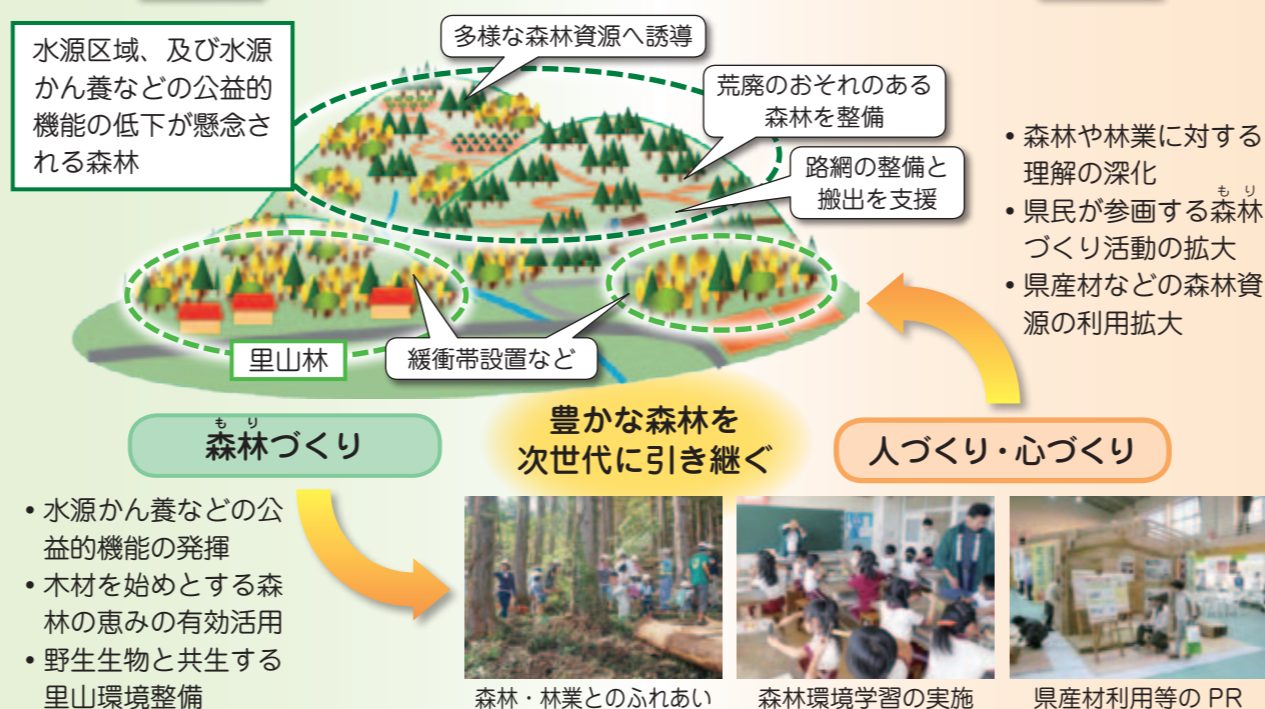 水源区域、及び水源
かん養などの公益的
機能の低下が懸念さ
れる森林
多様な森林資源へ誘導
荒廃のおそれのある
森林を整備
路網の整備と
搬出を支援
里山林
緩衝帯設置など
• 森林や林業に対する
理解の深化
もり
• 県民が参画する森林
づくり活動の拡大
• 県産材などの森林資
源の利用拡大
もり
森林づくり
豊かな森林を
次世代に引き継ぐ
人づくり・心づくり
• 水源かん養などの公
益的機能の発揮
• 木材を始めとする森
林の恵みの有効活用
• 野生生物と共生する
里山環境整備
森林・林業とのふれあい
森林環境学習の実施
県産材利用等の PR